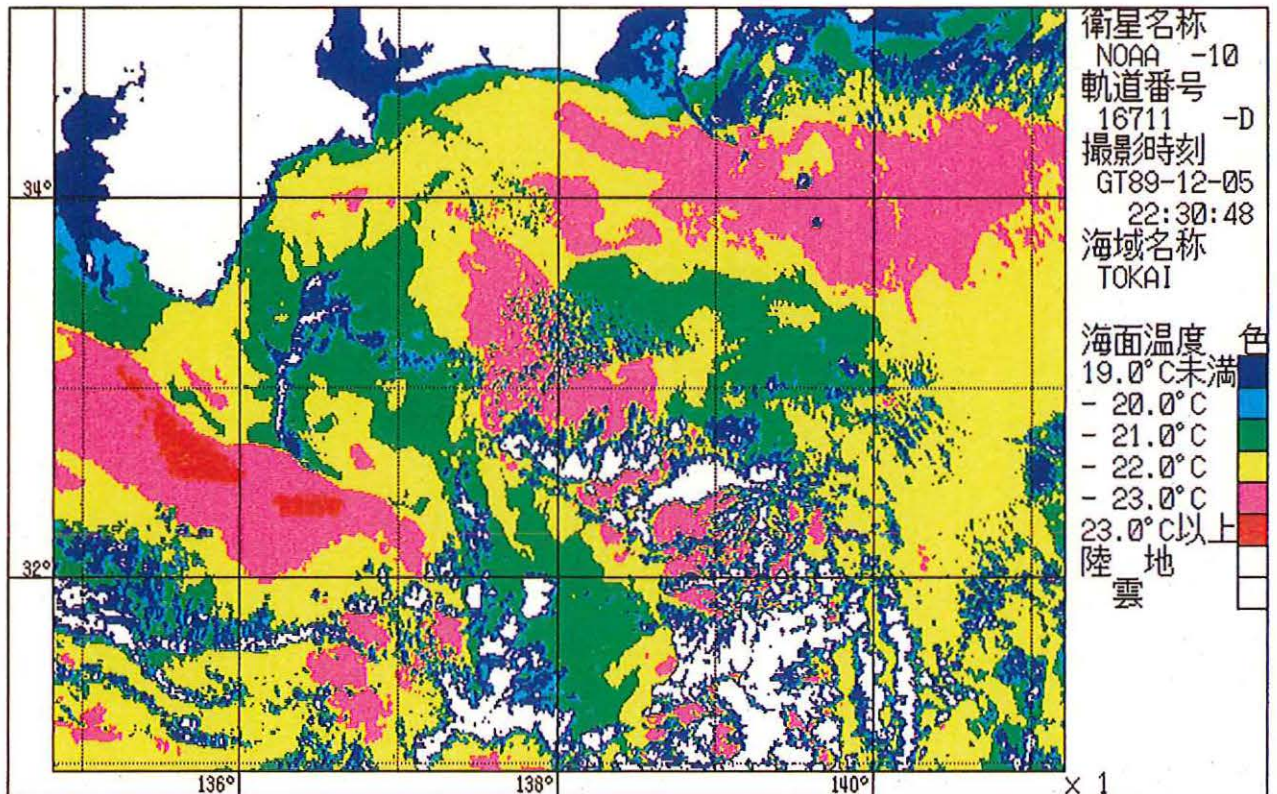 衛星名称
NOAA -10
軌道番号
16711 -D
撮影時刻
GT89-12-05
22:30:48
海域名称
TOKAI
海面温度 色
19.0°C未満
- 20.0°C
- 21.0°C
- 22.0°C
- 23.0°C
23.0°C以上
陸 地
雲
34°
32°
136° 138° 140° × 1